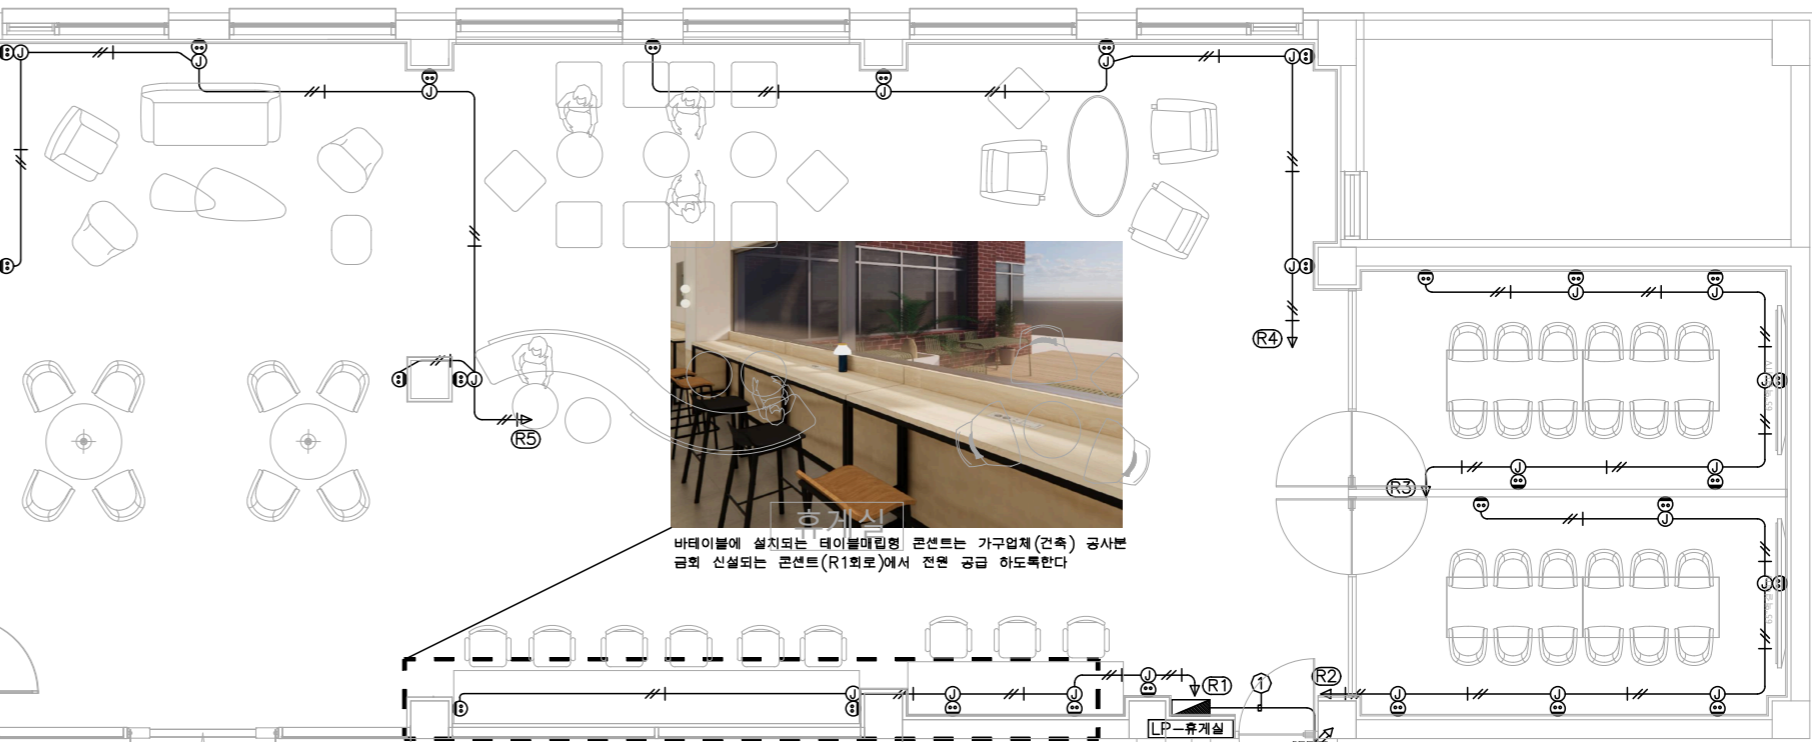 R4
R5
R3
휴게실
바테이블에 설치되는 테이블매립형 콘센트는 가구업체(건축) 공사분
금회 신설되는 콘센트(R1회로)에서 전원 공급 하도록한다
R1
1
R2
LP-휴게실